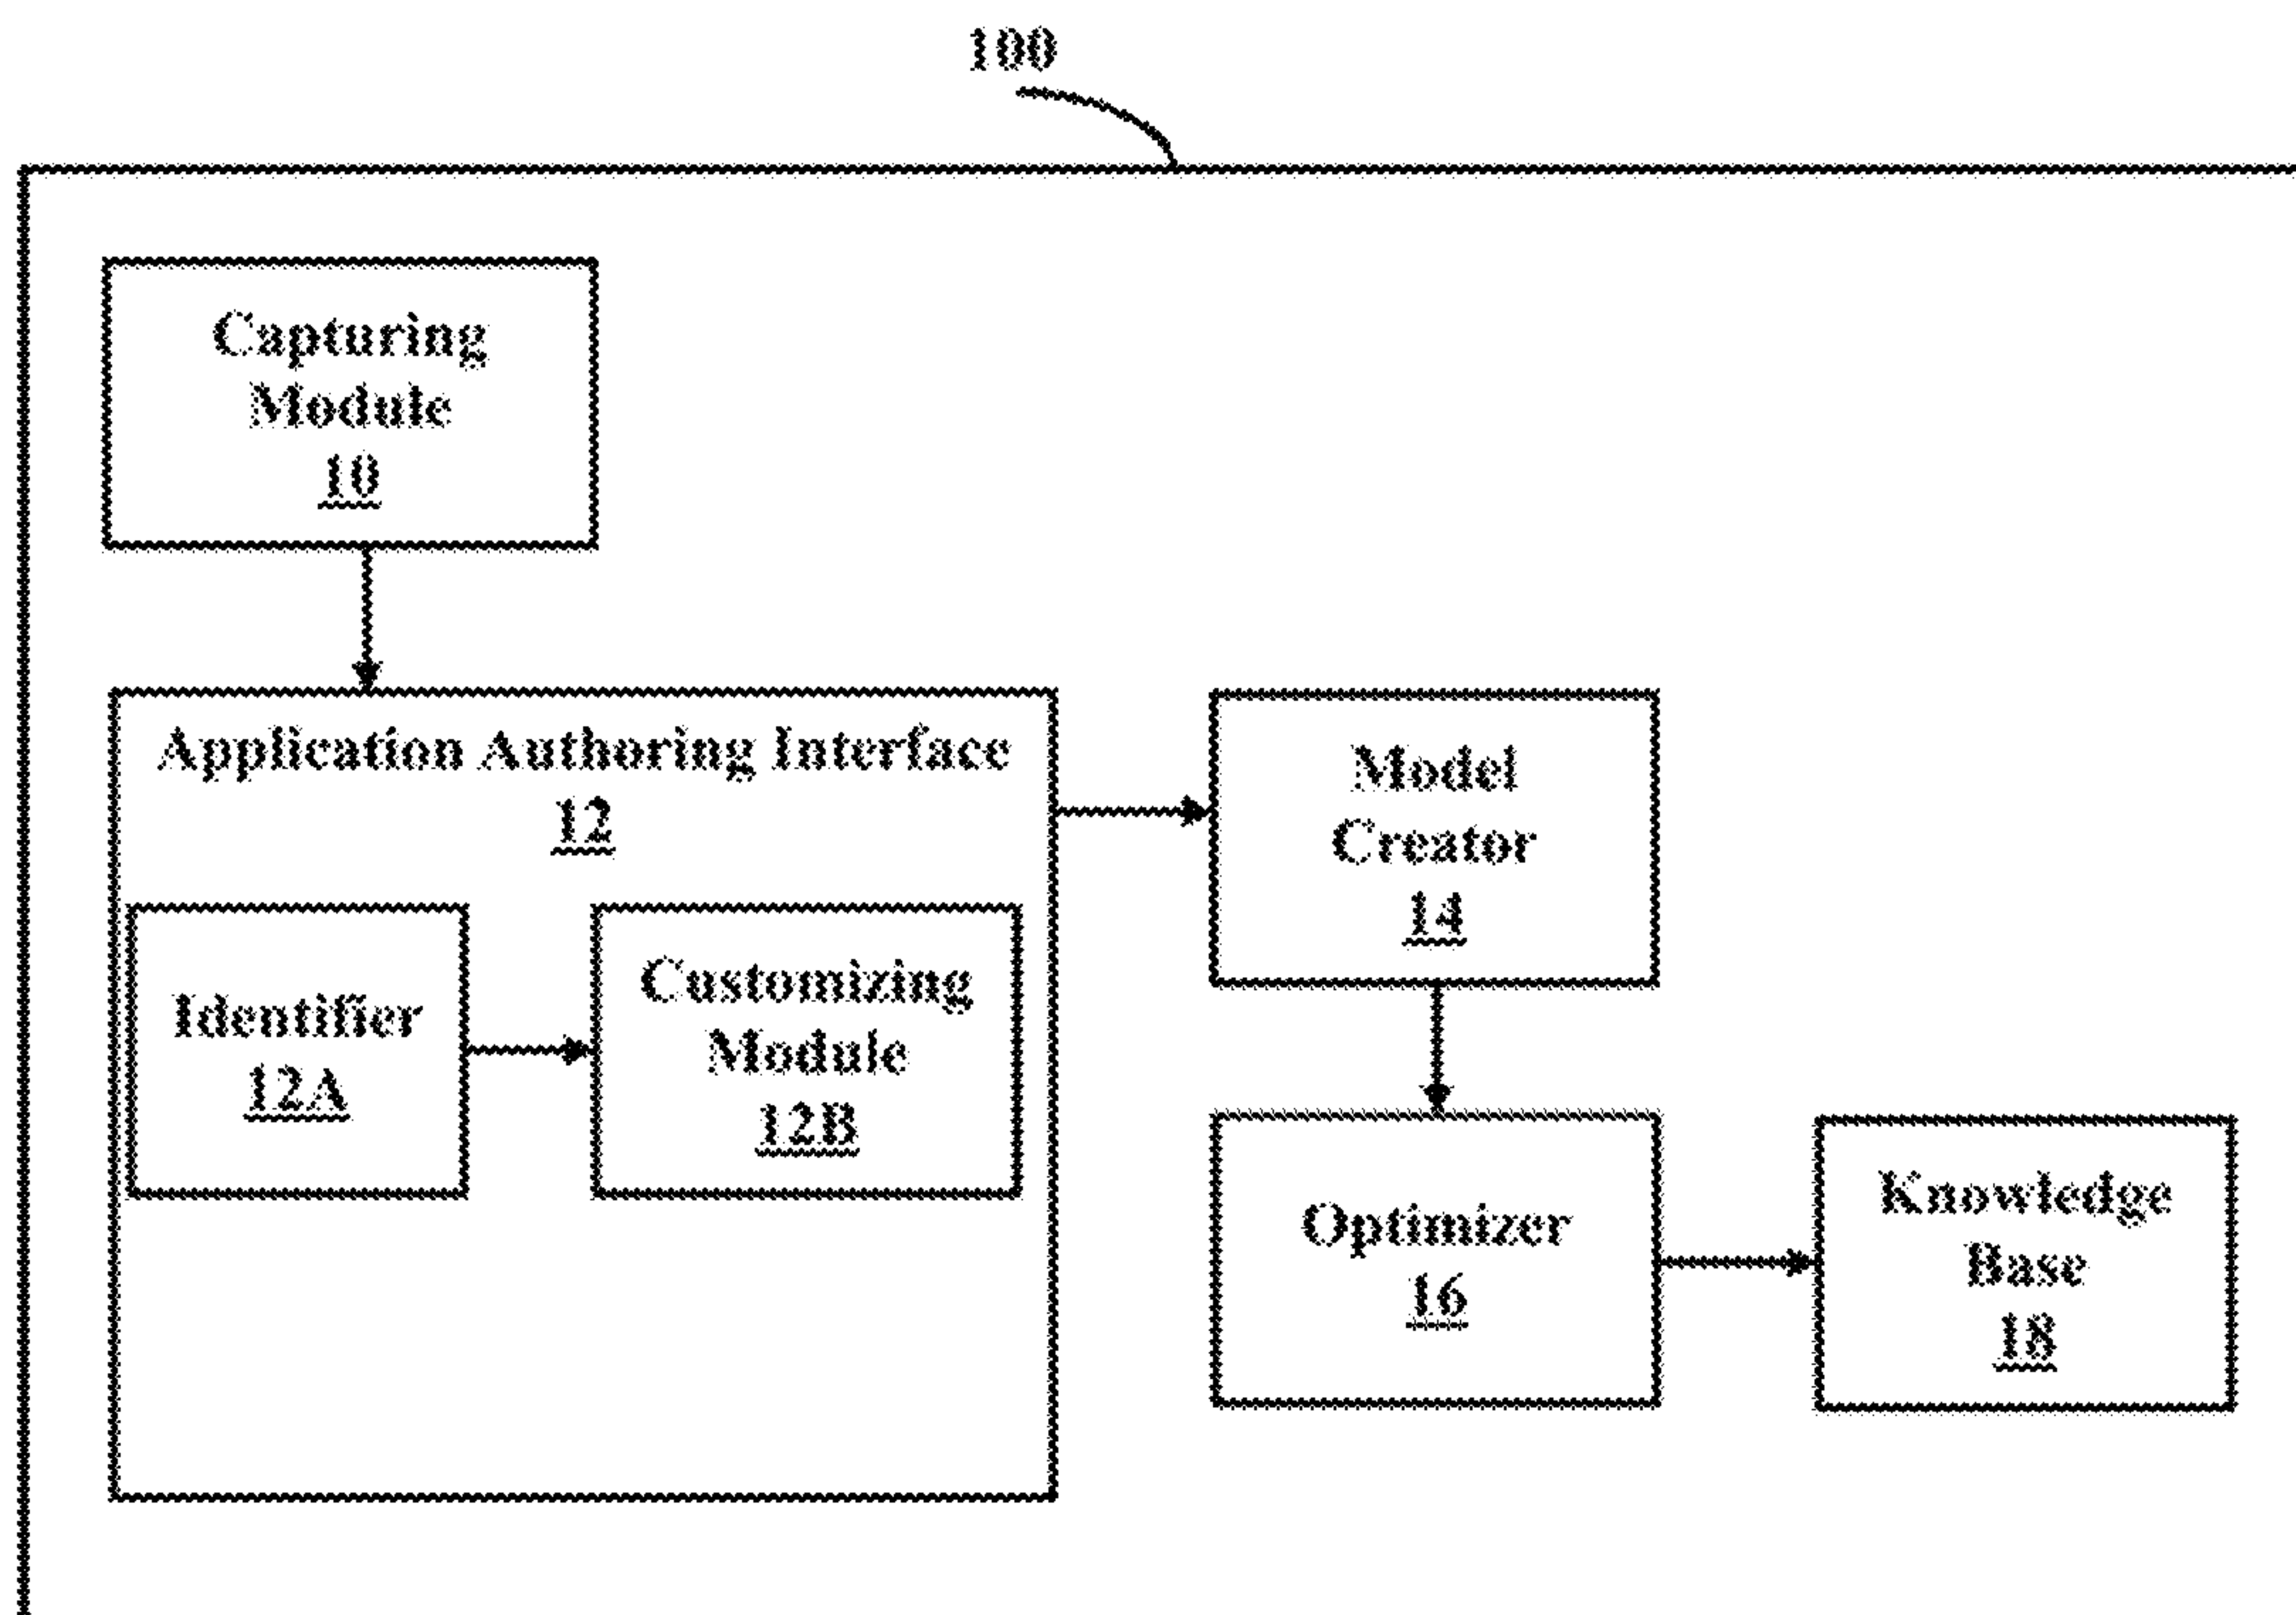 100
Capturing
Module
10
Application Authoring Interface
12
Identifier
12A
Customizing
Module
12B
Model
Creator
14
Optimizer
16
Knowledge
Base
18